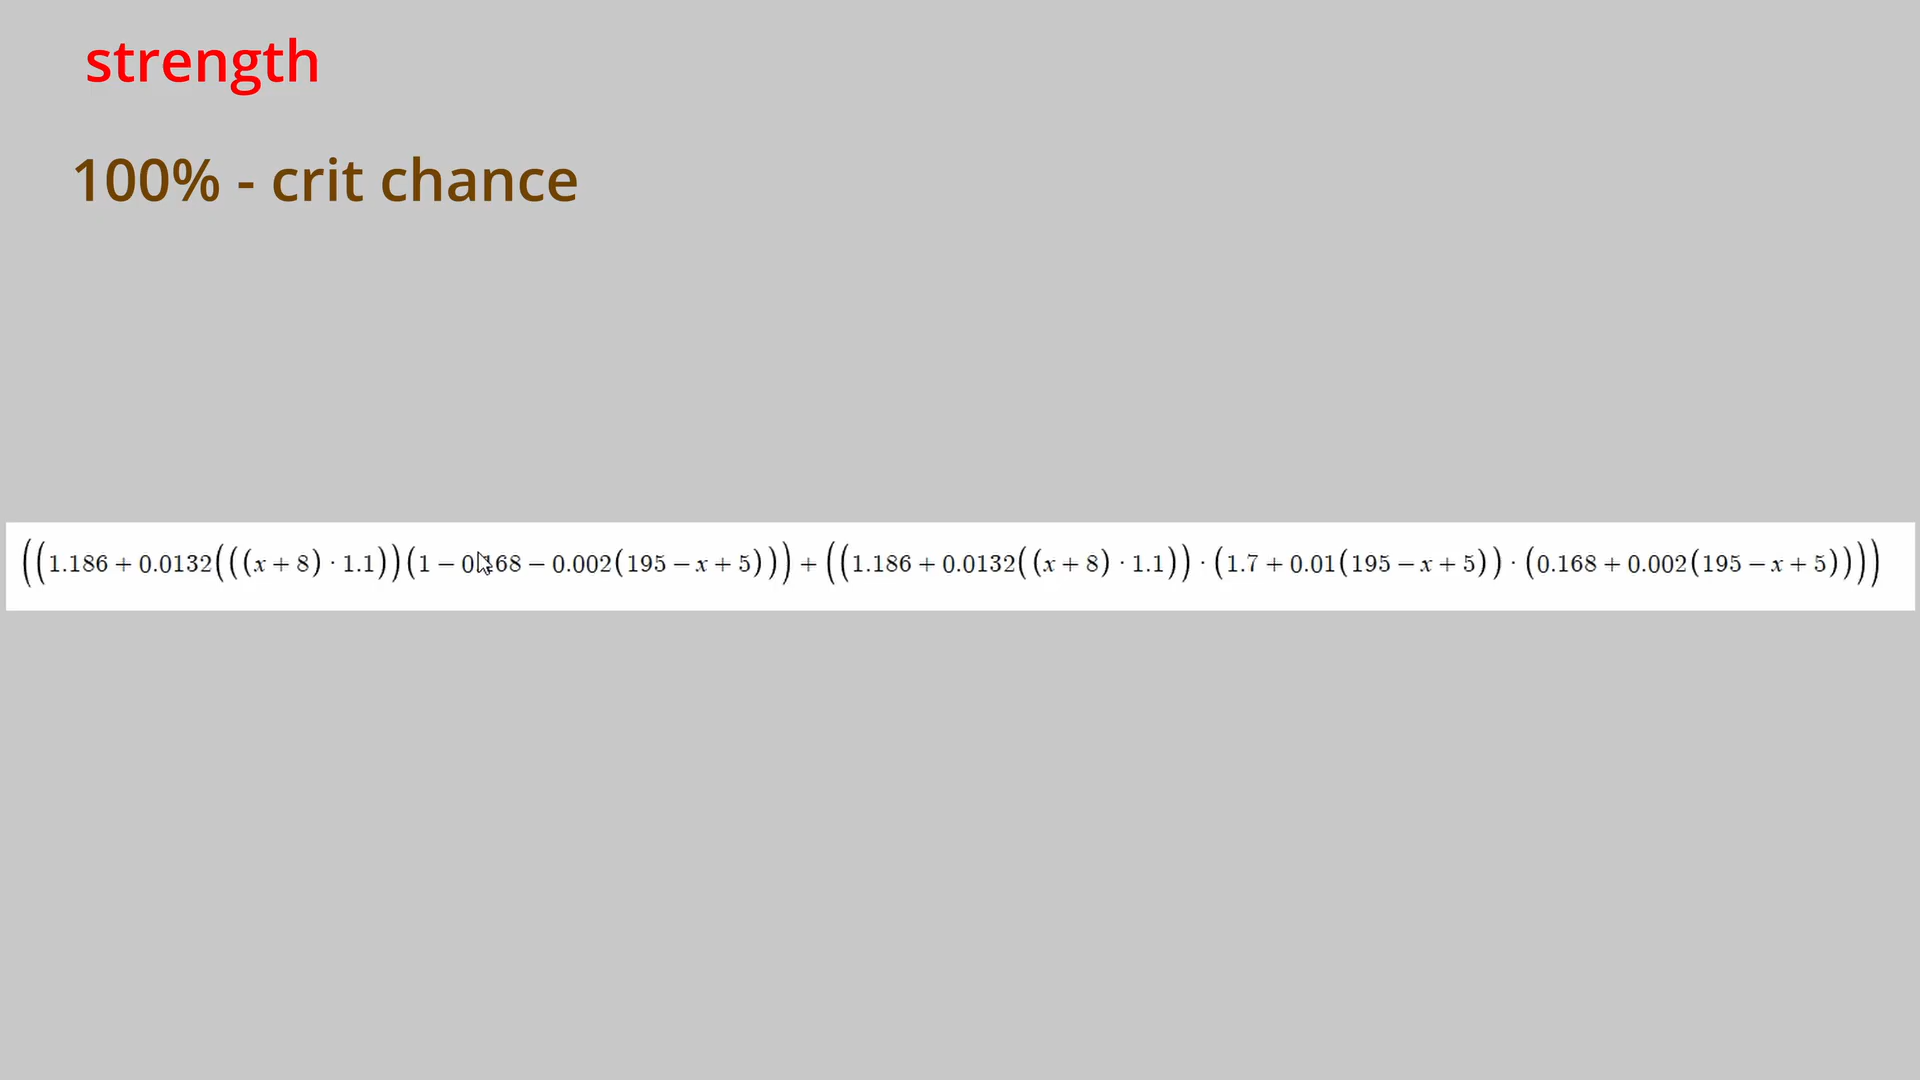 strength
100% - crit chance
((1.186 + 0.0132(((x + 8) · 1.1))(1 − 0.168 − 0.002(195 − x + 5))) + ((1.186 + 0.0132((x + 8) · 1.1)) · (1.7 + 0.01(195 − x + 5)) · (0.168 + 0.002(195 − x + 5))))